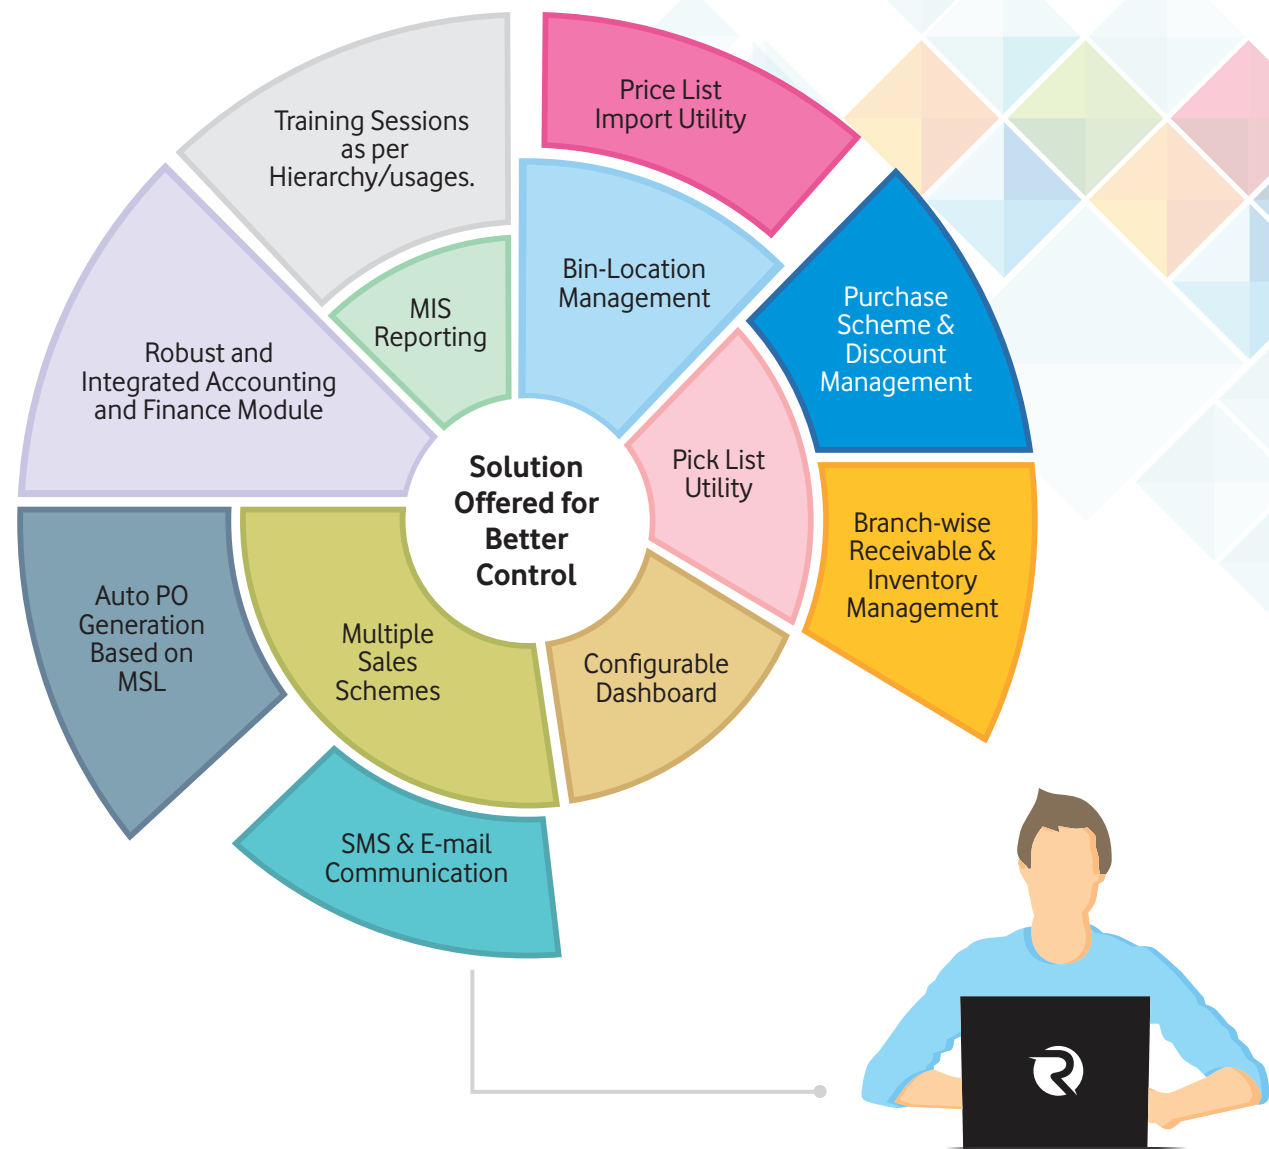 Training Sessions
as per
Hierarchy/usages.
Price List
Import Utility
Bin-Location
Management
MIS
Reporting
Purchase
Scheme &
Discount
Management
Robust and
Integrated Accounting
and Finance Module
Pick List
Utility
Solution
Offered for
Better
Control
Branch-wise
Receivable &
Inventory
Management
Auto PO
Generation
Based on
MSL
Multiple
Sales
Schemes
Configurable
Dashboard
SMS & E-mail
Communication
R